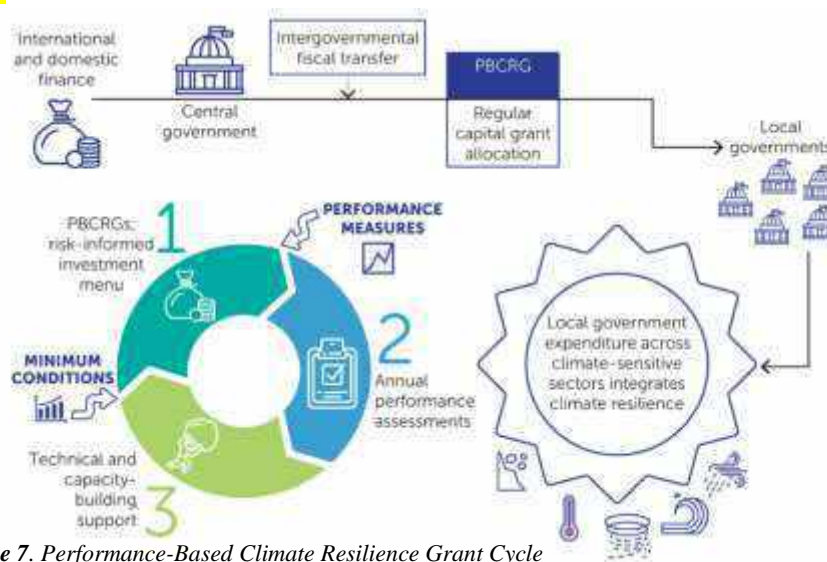 International
and domestic
finance
Central
government
Intergovernmental
fiscal transfer
PBCRG
Regular
capital grant
allocation
Local
governments
1
PBCRGs:
risk-informed
investment
menu
PERFORMANCE
MEASURES
2
Annual
performance
assessments
MINIMUM
CONDITIONS
Technical and
capacity-
building
support
3
Local government
expenditure across
climate-sensitive
sectors integrates
climate resilience
e 7. Performance-Based Climate Resilience Grant Cycle